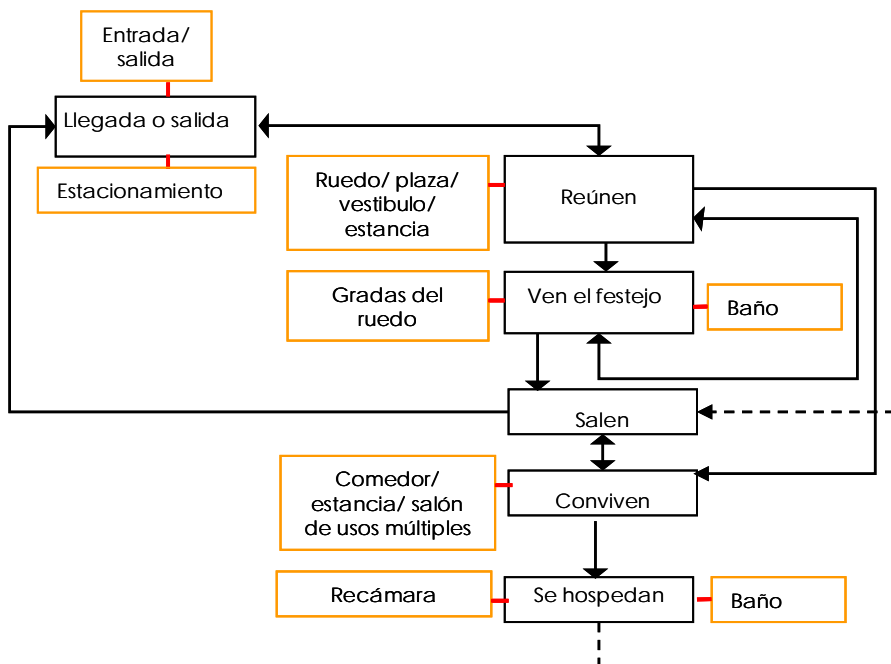 Entrada/
salida
Llegada o salida
Estacionamiento
Ruedo/ plaza/
vestibulo/
estancia
Reúnen
Gradas del
ruedo
Ven el festejo
Baño
Salen
Comedor/
estancia/ salón
de usos múltiples
Conviven
Recámara
Se hospedan
Baño